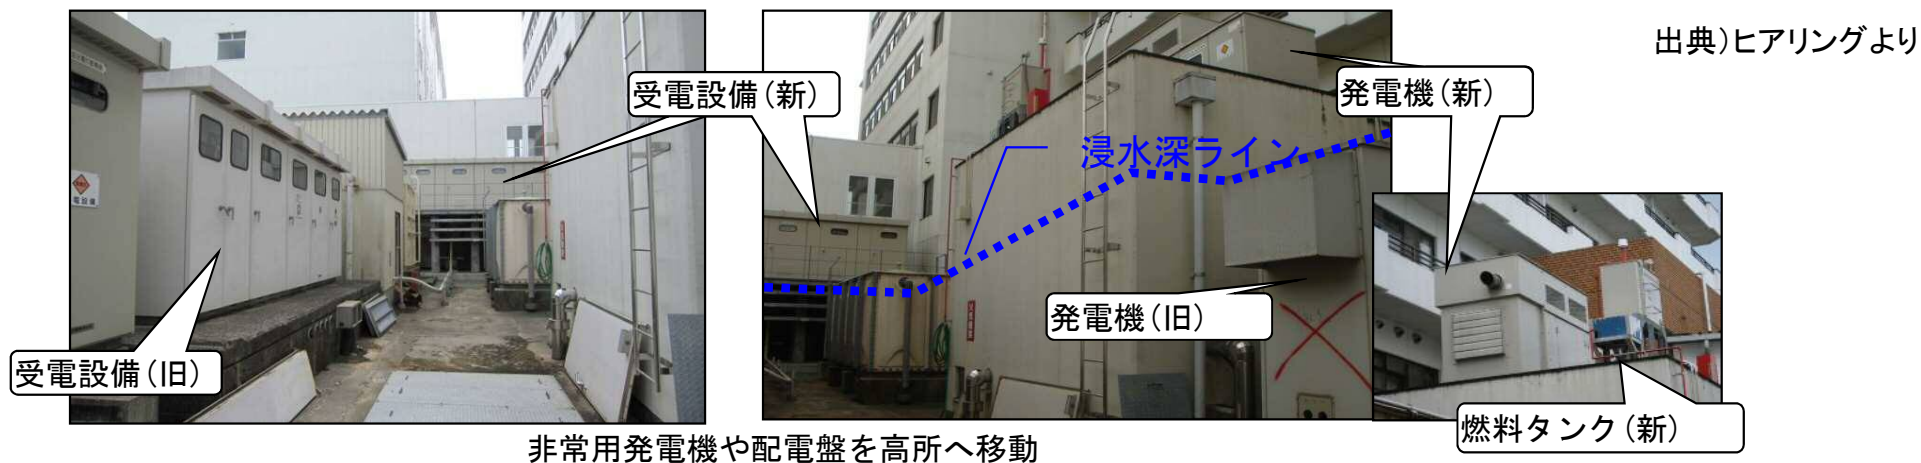 出典）ヒアリングより
受電設備（新）
発電機（新）
浸水深ライン
発電機（旧）
受電設備（旧）
燃料タンク（新）
非常用発電機や配電盤を高所へ移動